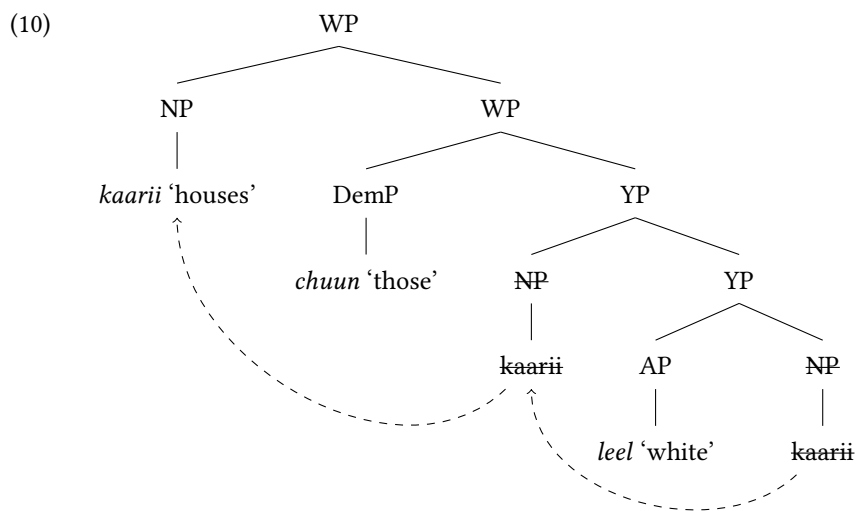 (10) WP
NP WP
kaarii ‘houses’ DemP YP
chuun ‘those’ NP YP
kaarii AP NP
leel ‘white’ kaarii